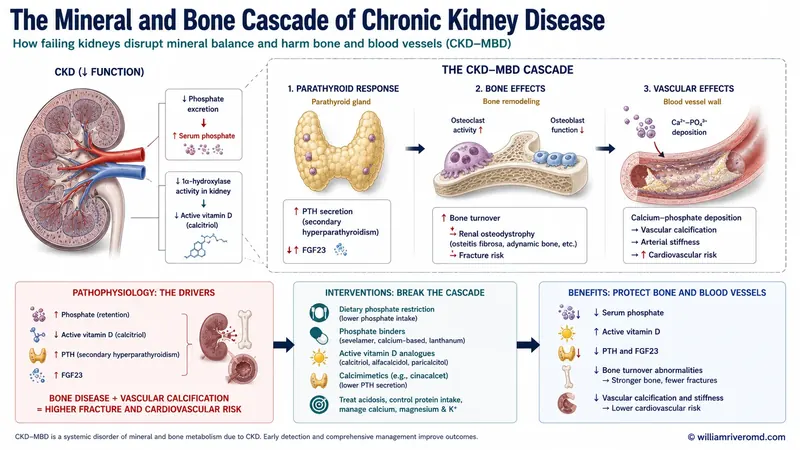 The Mineral and Bone Cascade of Chronic Kidney Disease
How failing kidneys disrupt mineral balance and harm bone and blood vessels (CKD–MBD)
CKD (↓ FUNCTION)
↓ Phosphate
excretion
↑ Serum phosphate
↓ 1α-hydroxylase
activity in kidney
↓ Active vitamin D
(calcitriol)
THE CKD–MBD CASCADE
1. PARATHYROID RESPONSE
Parathyroid gland
↑ PTH secretion
(secondary
hyperparathyroidism)
↓↑ FGF23
2. BONE EFFECTS
Bone remodeling
Osteoclast
activity ↑
Osteoblast
function ↓
↑ Bone turnover
→ Renal osteodystrophy
(osteitis fibrosa, adynamic bone, etc.)
→ Fracture risk
3. VASCULAR EFFECTS
Blood vessel wall
Ca²⁺–PO₄³⁻
deposition
Calcium–phosphate deposition
→ Vascular calcification
→ Arterial stiffness
→ ↑ Cardiovascular risk
PATHOPHYSIOLOGY: THE DRIVERS
↑ Phosphate (retention)
↓ Active vitamin D (calcitriol)
↑ PTH (secondary hyperparathyroidism)
↑ FGF23
BONE DISEASE + VASCULAR CALCIFICATION
= HIGHER FRACTURE AND CARDIOVASCULAR RISK
INTERVENTIONS: BREAK THE CASCADE
Dietary phosphate restriction
(lower phosphate intake)
Phosphate binders
(sevelamer, calcium-based, lanthanum)
Active vitamin D analogues
(calcitriol, alfacalcidol, paricalcitol)
Calcimimetics (e.g., cinacalcet)
(lower PTH secretion)
Treat acidosis, control protein intake,
manage calcium, magnesium & K⁺
BENEFITS: PROTECT BONE AND BLOOD VESSELS
↓ Serum phosphate
↑ Active vitamin D
↓ PTH and FGF23
↓ Bone turnover abnormalities
→ Stronger bone, fewer fractures
↓ Vascular calcification and stiffness
→ Lower cardiovascular risk
CKD–MBD is a systemic disorder of mineral and bone metabolism due to CKD. Early detection and comprehensive management improve outcomes.
© williamriveromd.com